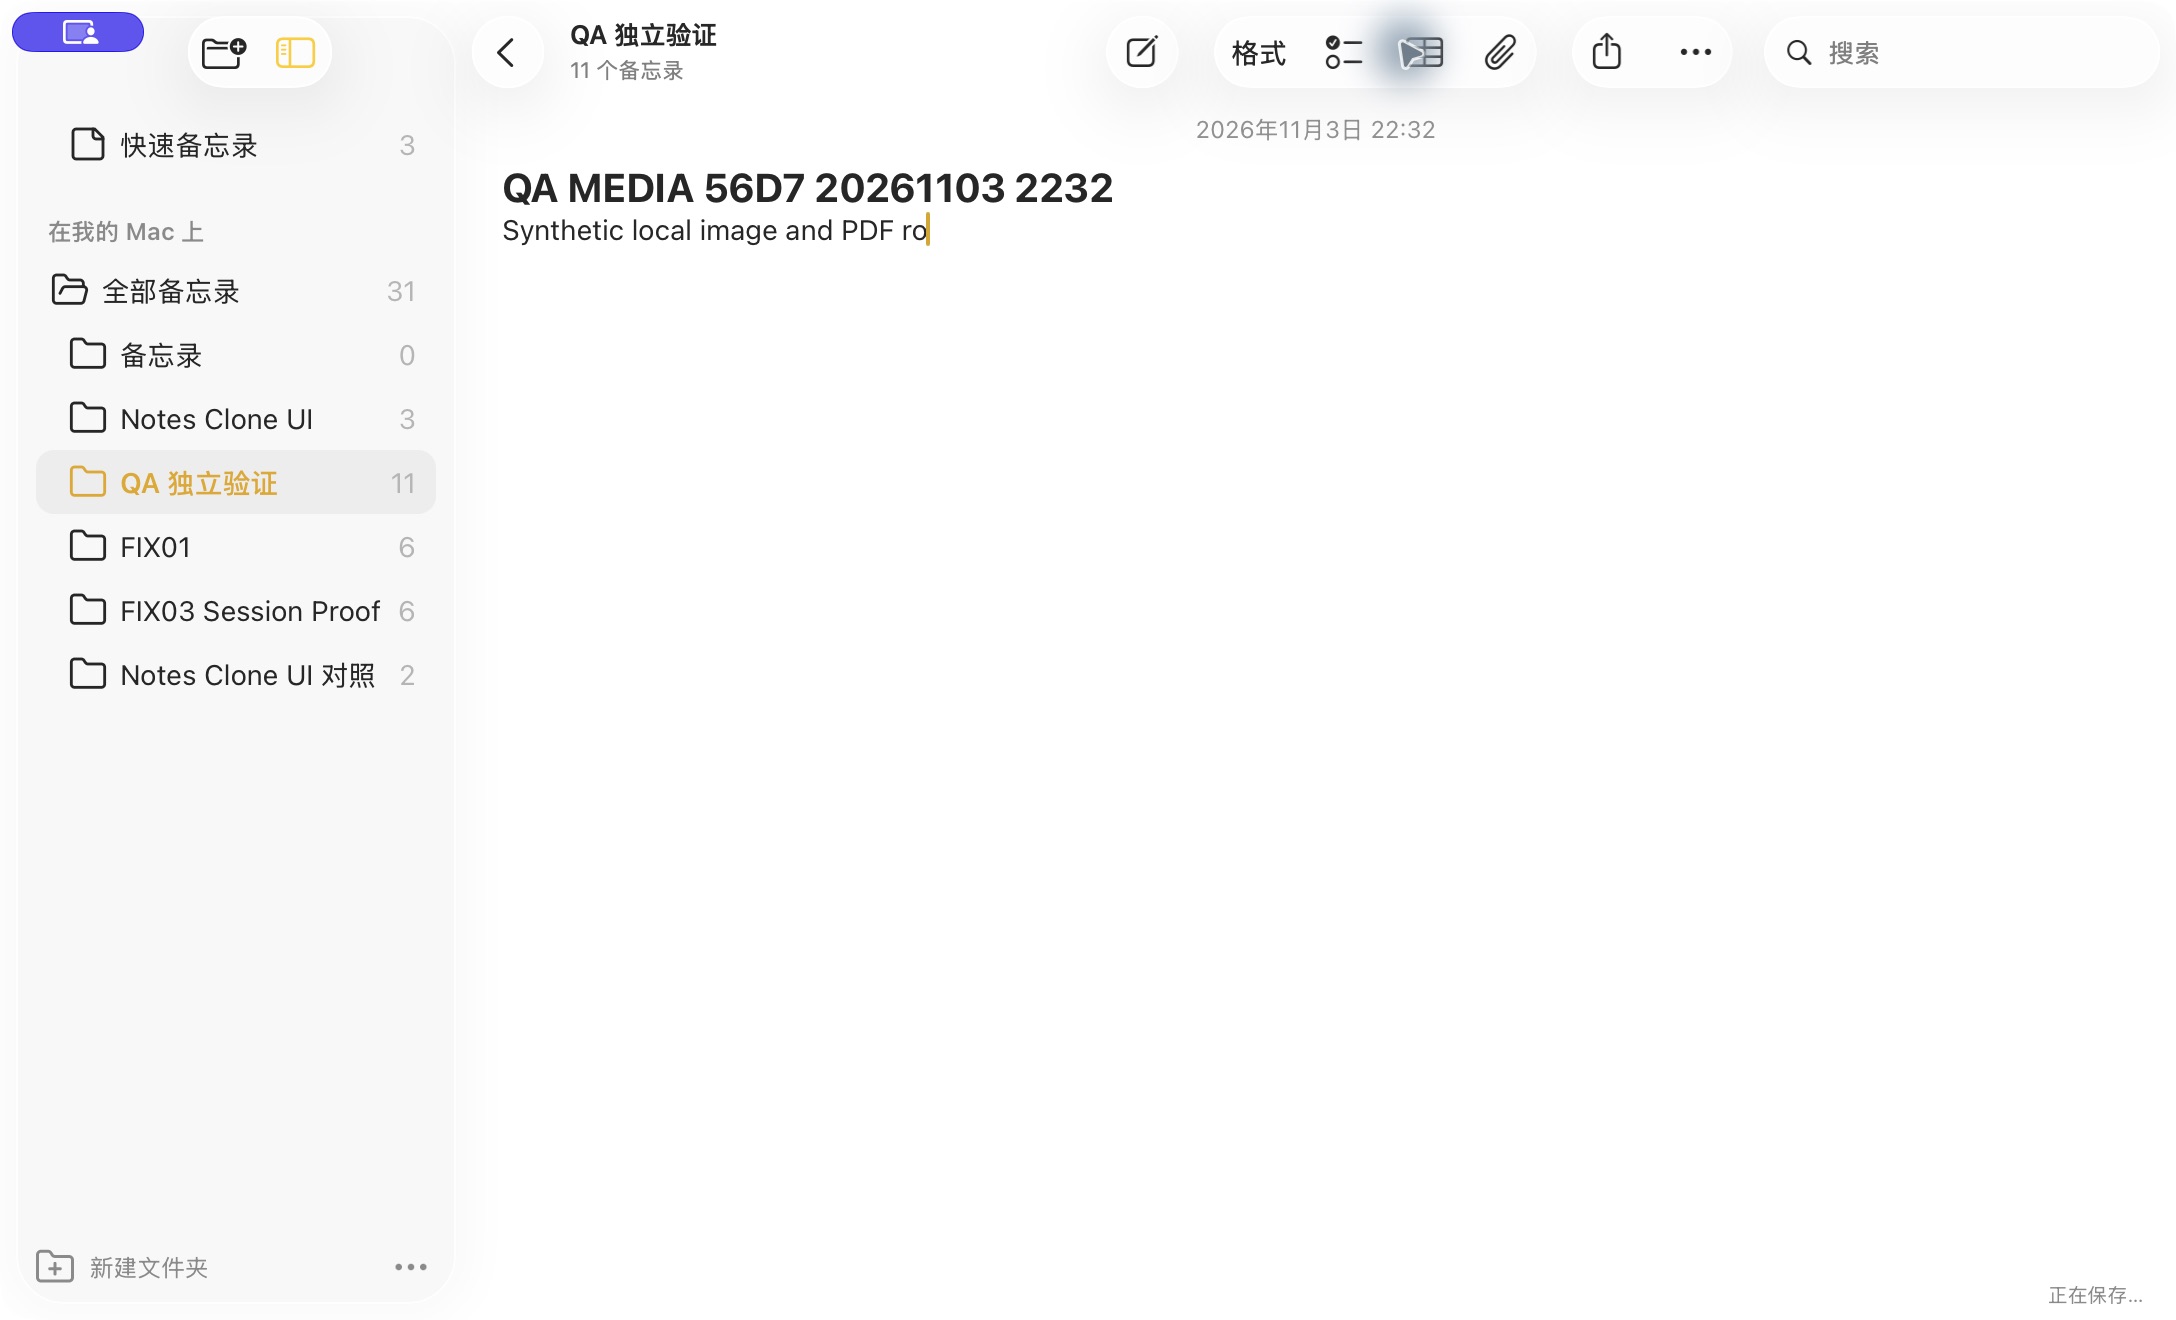 QA 独立验证
11 个备忘录
格式
搜索
快速备忘录 3
在我的 Mac 上
全部备忘录 31
备忘录 0
Notes Clone UI 3
QA 独立验证 11
FIX01 6
FIX03 Session Proof 6
Notes Clone UI 对照 2
新建文件夹
2026年11月3日 22:32
QA MEDIA 56D7 20261103 2232
Synthetic local image and PDF ro
正在保存...